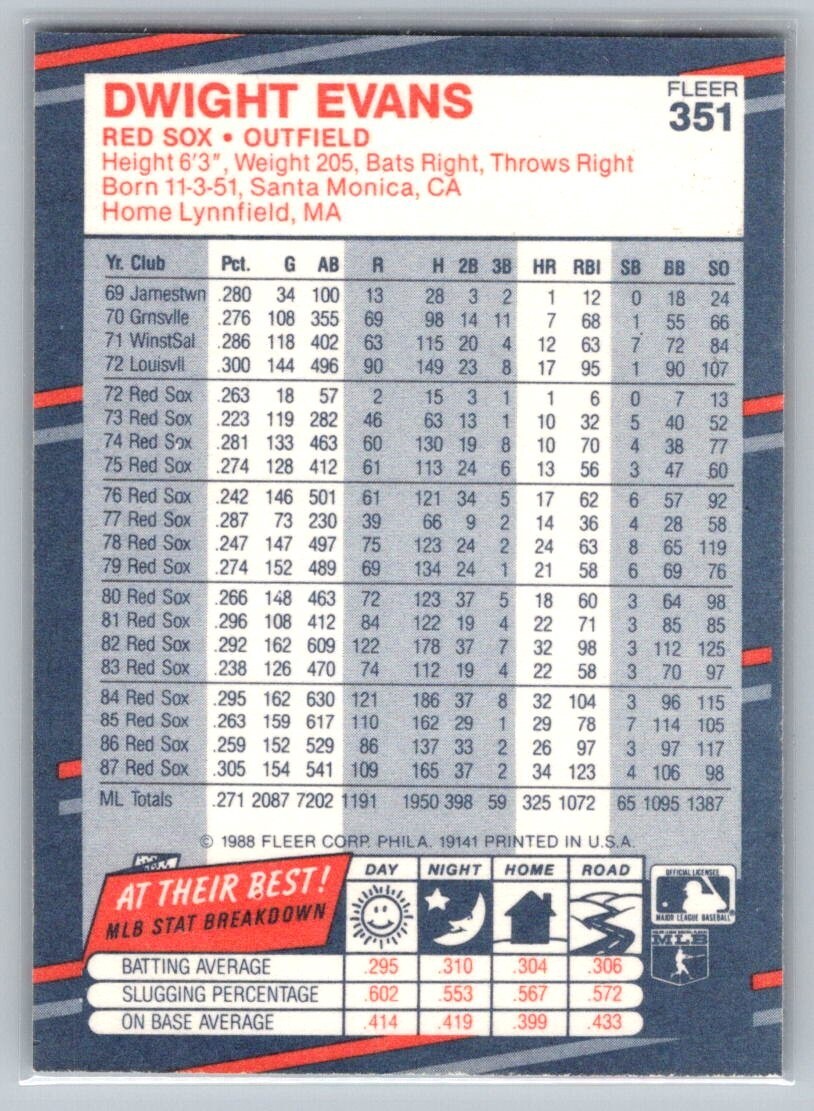 DWIGHT EVANS
FLEER
351
RED SOX • OUTFIELD
Height 6'3", Weight 205, Bats Right, Throws Right
Born 11-3-51, Santa Monica, CA
Home Lynnfield, MA
Yr. Club Pct. G AB R H 2B 3B HR RBI SB BB SO
69 Jamestwn .280 34 100 13 28 3 2 1 12 0 18 24
70 Grnsvlle .276 108 355 69 98 14 11 7 68 1 55 66
71 WinstSal .286 118 402 63 115 20 4 12 63 7 72 84
72 Louisvll .300 144 496 90 149 23 8 17 95 1 90 107
72 Red Sox .263 18 57 2 15 3 1 1 6 0 7 13
73 Red Sox .223 119 282 46 63 13 1 10 32 5 40 52
74 Red Sox .281 133 463 60 130 19 8 10 70 4 38 77
75 Red Sox .274 128 412 61 113 24 6 13 56 3 47 60
76 Red Sox .242 146 501 61 121 34 5 17 62 6 57 92
77 Red Sox .287 73 230 39 66 9 2 14 36 4 28 58
78 Red Sox .247 147 497 75 123 24 2 24 63 8 65 119
79 Red Sox .274 152 489 69 134 24 1 21 58 6 69 76
80 Red Sox .266 148 463 72 123 37 5 18 60 3 64 98
81 Red Sox .296 108 412 84 122 19 4 22 71 3 85 85
82 Red Sox .292 162 609 122 178 37 7 32 98 3 112 125
83 Red Sox .238 126 470 74 112 19 4 22 58 3 70 97
84 Red Sox .295 162 630 121 186 37 8 32 104 3 96 115
85 Red Sox .263 159 617 110 162 29 1 29 78 7 114 105
86 Red Sox .259 152 529 86 137 33 2 26 97 3 97 117
87 Red Sox .305 154 541 109 165 37 2 34 123 4 106 98
ML Totals .271 2087 7202 1191 1950 398 59 325 1072 65 1095 1387
© 1988 FLEER CORP. PHILA. 19141 PRINTED IN U.S.A.
AT THEIR BEST!
MLB STAT BREAKDOWN
DAY NIGHT HOME ROAD
BATTING AVERAGE .295 .310 .304 .306
SLUGGING PERCENTAGE .602 .553 .567 .572
ON BASE AVERAGE .414 .419 .399 .433
OFFICIAL LICENSEE
MAJOR LEAGUE BASEBALL
MLB